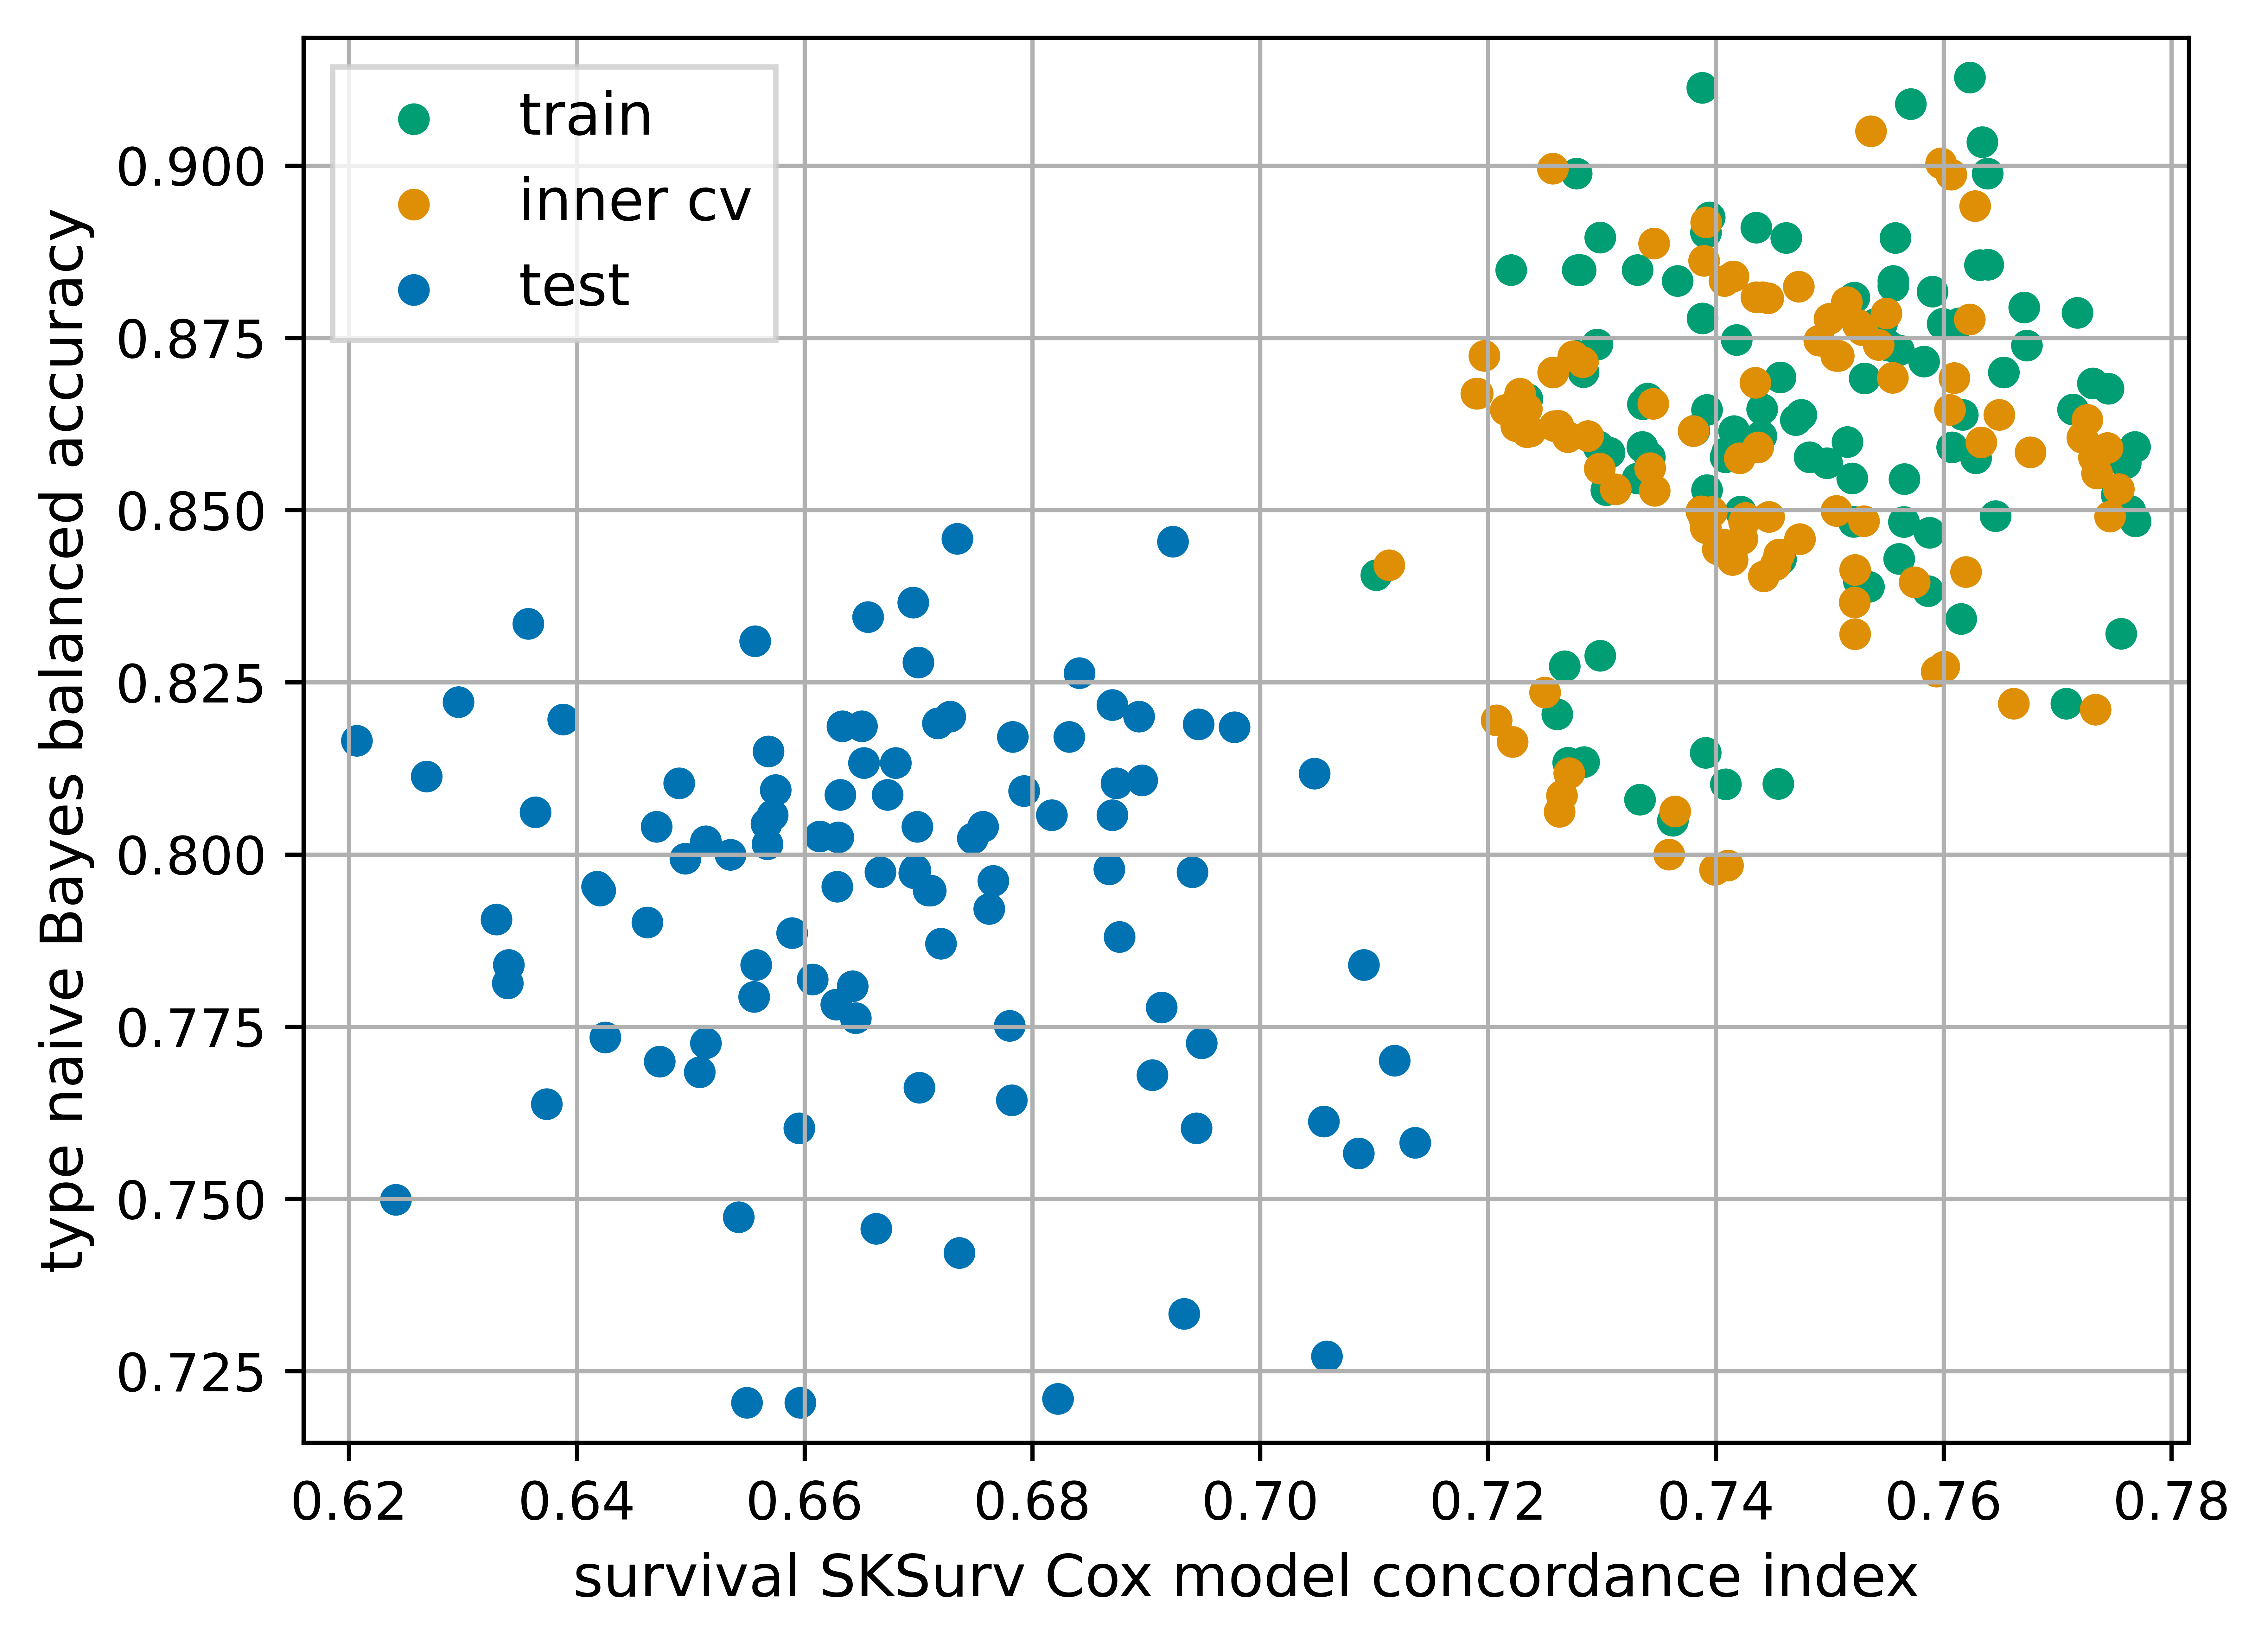 train
inner cv
test
type naive Bayes balanced accuracy
0.900
0.875
0.850
0.825
0.800
0.775
0.750
0.725
0.62 0.64 0.66 0.68 0.70 0.72 0.74 0.76 0.78
survival SKSurv Cox model concordance index